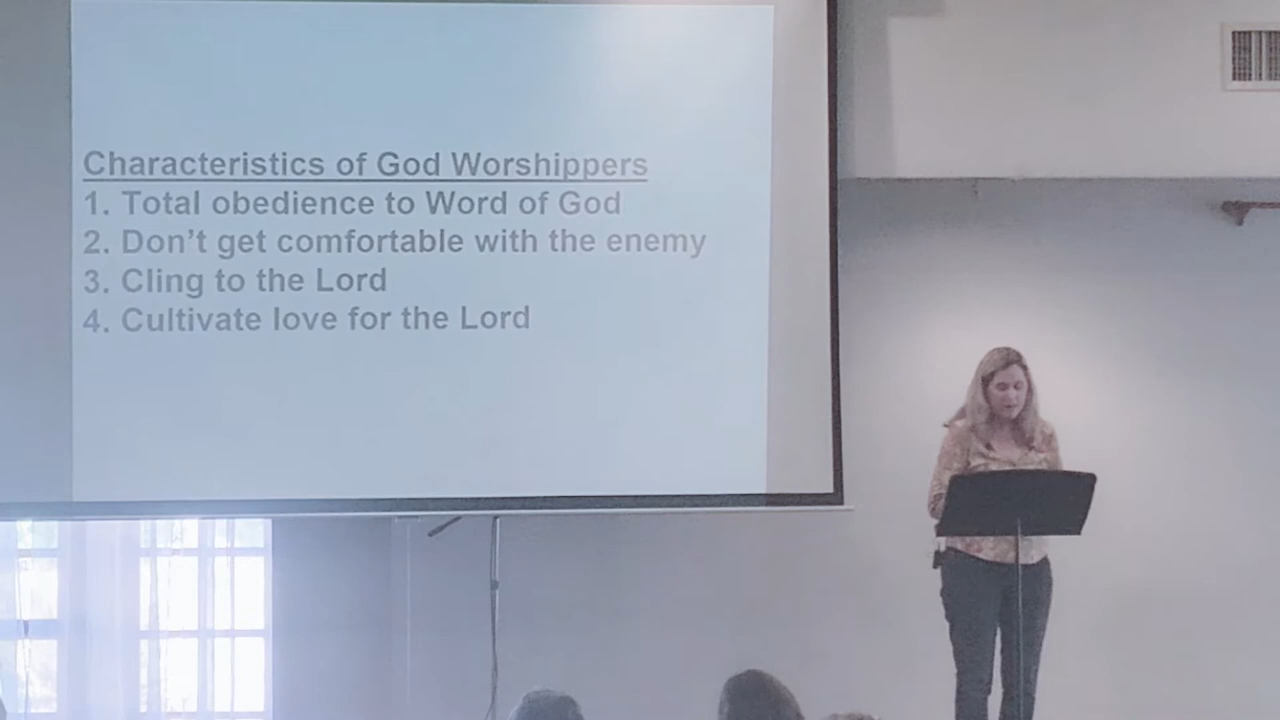 Characteristics of God Worshippers
1. Total obedience to Word of God
2. Don’t get comfortable with the enemy
3. Cling to the Lord
4. Cultivate love for the Lord